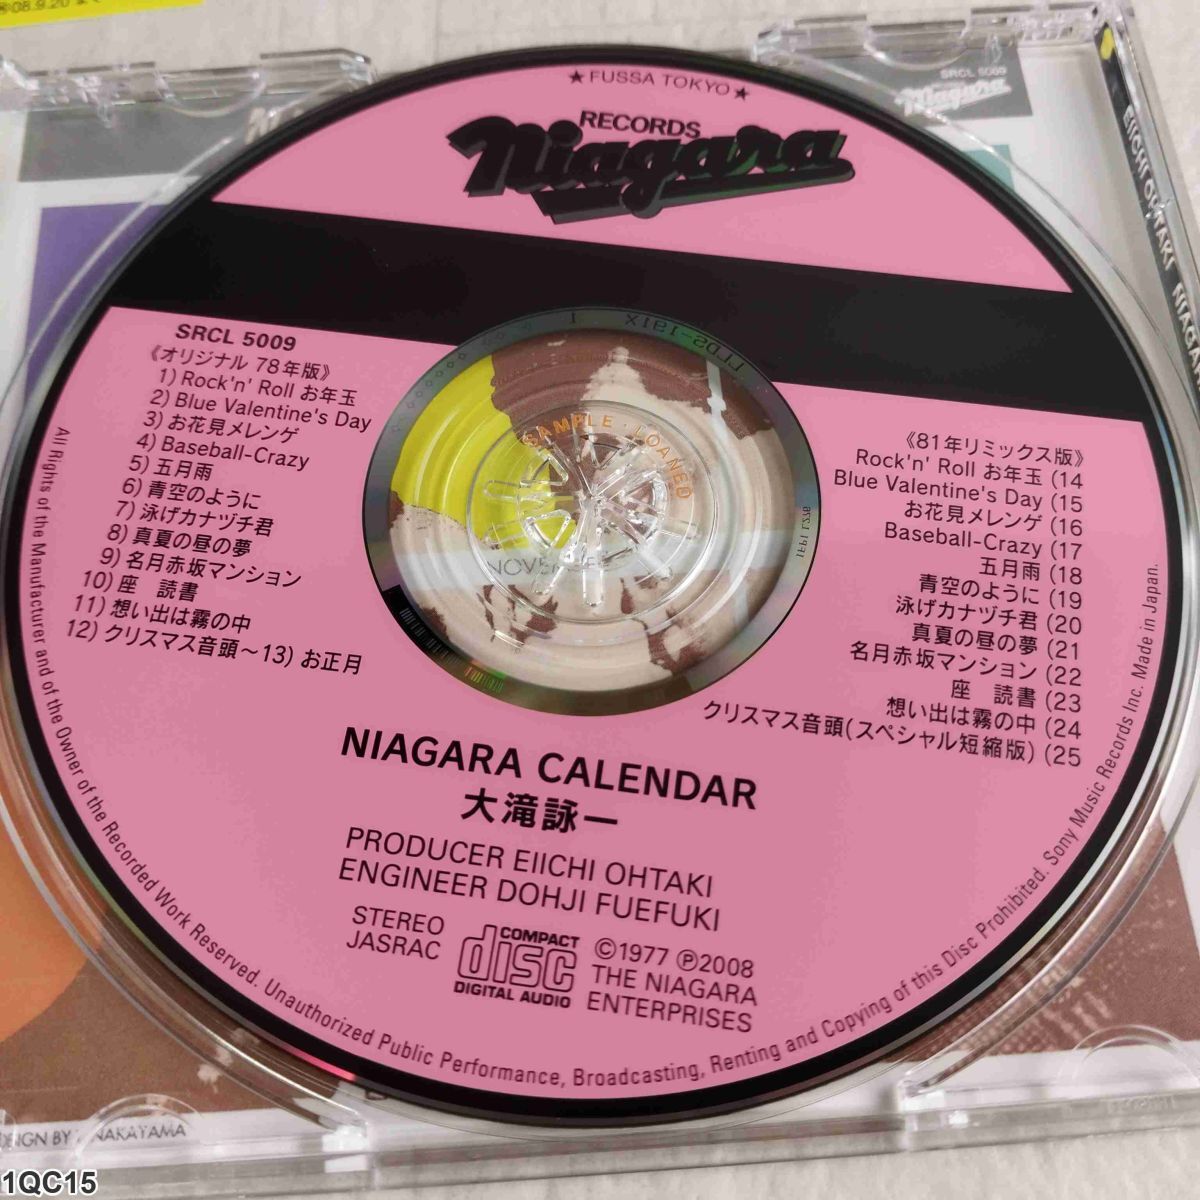 08.9.20
★FUSSA TOKYO★
RECORDS
Niagara
SRCL 5009
Niagara
EIICHI OHTAKI
SRCL 5009
《オリジナル 78年版》
1) Rock'n' Roll お年玉
2) Blue Valentine's Day
3) お花見メレンゲ
4) Baseball-Crazy
5) 五月雨
6) 青空のように
7) 泳げカナヅチ君
8) 真夏の昼の夢
9) 名月赤坂マンション
10) 座　読書
11) 想い出は霧の中
12) クリスマス音頭～13) お正月
《81年リミックス版》
Rock'n' Roll お年玉 (14
Blue Valentine's Day (15
お花見メレンゲ (16
Baseball-Crazy (17
五月雨 (18
青空のように (19
泳げカナヅチ君 (20
真夏の昼の夢 (21
名月赤坂マンション (22
座　読書 (23
想い出は霧の中 (24
クリスマス音頭(スペシャル短縮版) (25
SAMPLE・LOANED
IFPI L276
NIAGARA CALENDAR
大滝詠一
PRODUCER EIICHI OHTAKI
ENGINEER DOHJI FUEFUKI
STEREO
JASRAC
COMPACT
disc
DIGITAL AUDIO
©1977 Ⓟ2008
THE NIAGARA
ENTERPRISES
All Rights of the Manufacturer and of the Owner of the Recorded Work Reserved. Unauthorized Public Performance, Broadcasting, Renting and Copying of this Disc Prohibited. Sony Music Records Inc. Made in Japan.
NAKAYAMA
1QC15